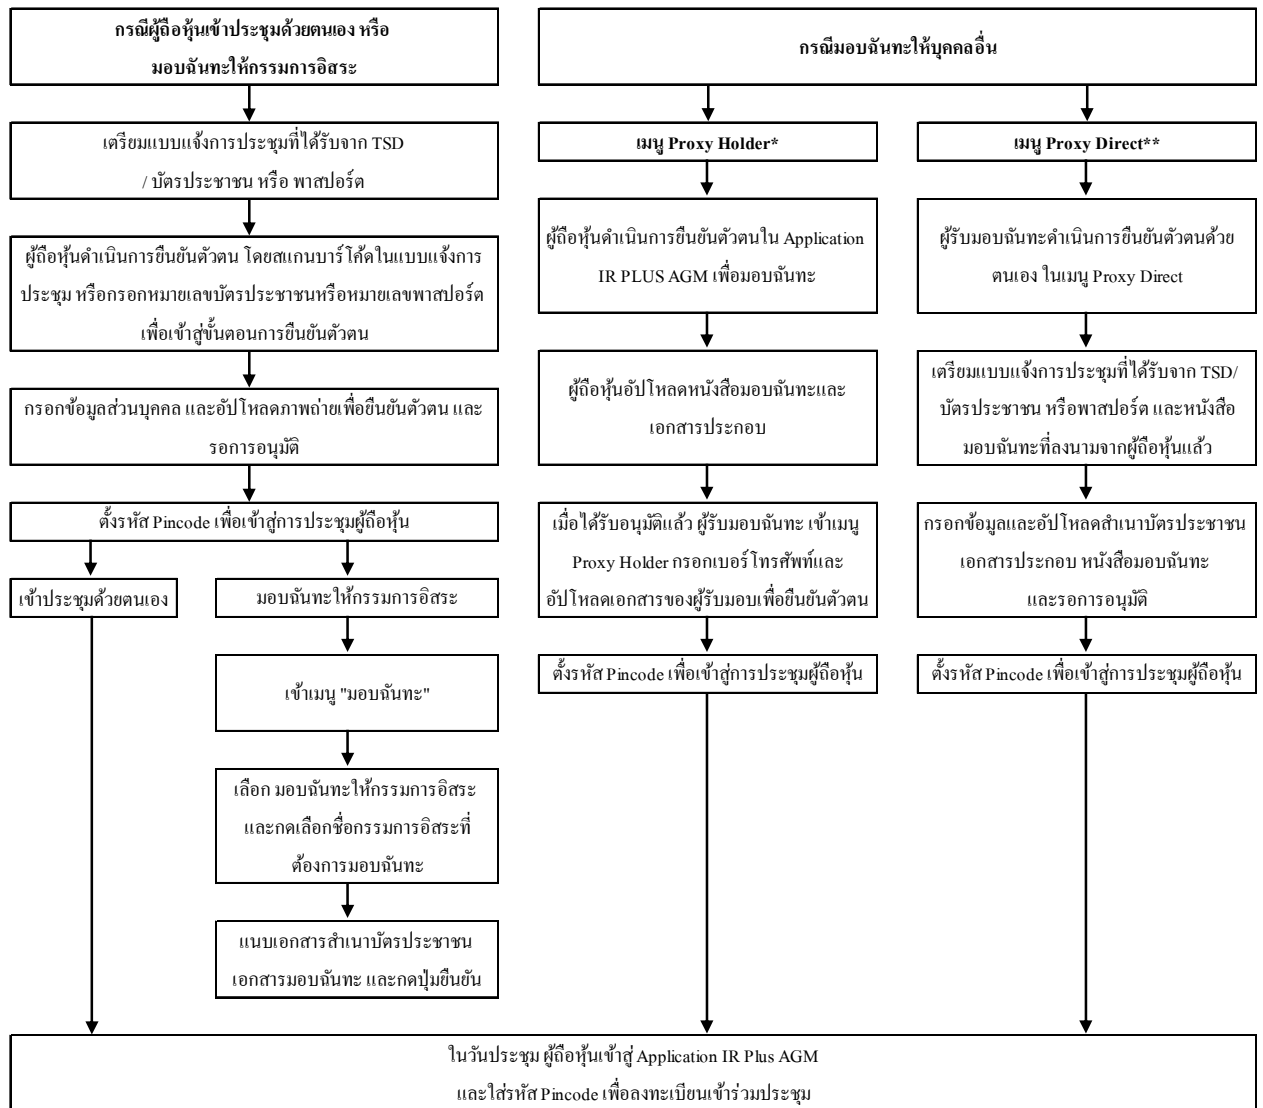 กรณีผู้ถือหุ้นเข้าประชุมด้วยตนเอง หรือ
มอบฉันทะให้กรรมการอิสระ
เตรียมแบบแจ้งการประชุมที่ได้รับจาก TSD
/ บัตรประชาชน หรือ พาสปอร์ต
ผู้ถือหุ้นดำเนินการยืนยันตัวตน โดยสแกนบาร์โค้ดในแบบแจ้งการ
ประชุม หรือกรอกหมายเลขบัตรประชาชนหรือหมายเลขพาสปอร์ต
เพื่อเข้าสู่ขั้นตอนการยืนยันตัวตน
กรอกข้อมูลส่วนบุคคล และอัปโหลดภาพถ่ายเพื่อยืนยันตัวตน และ
รอการอนุมัติ
ตั้งรหัส Pincode เพื่อเข้าสู่การประชุมผู้ถือหุ้น
เข้าประชุมด้วยตนเอง
มอบฉันทะให้กรรมการอิสระ
เข้าเมนู "มอบฉันทะ"
เลือก มอบฉันทะให้กรรมการอิสระ
และกดเลือกชื่อกรรมการอิสระที่
ต้องการมอบฉันทะ
แนบเอกสารสำเนาบัตรประชาชน
เอกสารมอบฉันทะ และกดปุ่มยืนยัน
กรณีมอบฉันทะให้บุคคลอื่น
เมนู Proxy Holder*
ผู้ถือหุ้นดำเนินการยืนยันตัวตนใน Application
IR PLUS AGM เพื่อมอบฉันทะ
ผู้ถือหุ้นอัปโหลดหนังสือมอบฉันทะและ
เอกสารประกอบ
เมื่อได้รับอนุมัติแล้ว ผู้รับมอบฉันทะ เข้าเมนู
Proxy Holder กรอกเบอร์โทรศัพท์และ
อัปโหลดเอกสารของผู้รับมอบเพื่อยืนยันตัวตน
ตั้งรหัส Pincode เพื่อเข้าสู่การประชุมผู้ถือหุ้น
เมนู Proxy Direct**
ผู้รับมอบฉันทะดำเนินการยืนยันตัวตนด้วย
ตนเอง ในเมนู Proxy Direct
เตรียมแบบแจ้งการประชุมที่ได้รับจาก TSD/
บัตรประชาชน หรือพาสปอร์ต และหนังสือ
มอบฉันทะที่ลงนามจากผู้ถือหุ้นแล้ว
กรอกข้อมูลและอัปโหลดสำเนาบัตรประชาชน
เอกสารประกอบ หนังสือมอบฉันทะ
และรอการอนุมัติ
ตั้งรหัส Pincode เพื่อเข้าสู่การประชุมผู้ถือหุ้น
ในวันประชุม ผู้ถือหุ้นเข้าสู่ Application IR Plus AGM
และใส่รหัส Pincode เพื่อลงทะเบียนเข้าร่วมประชุม